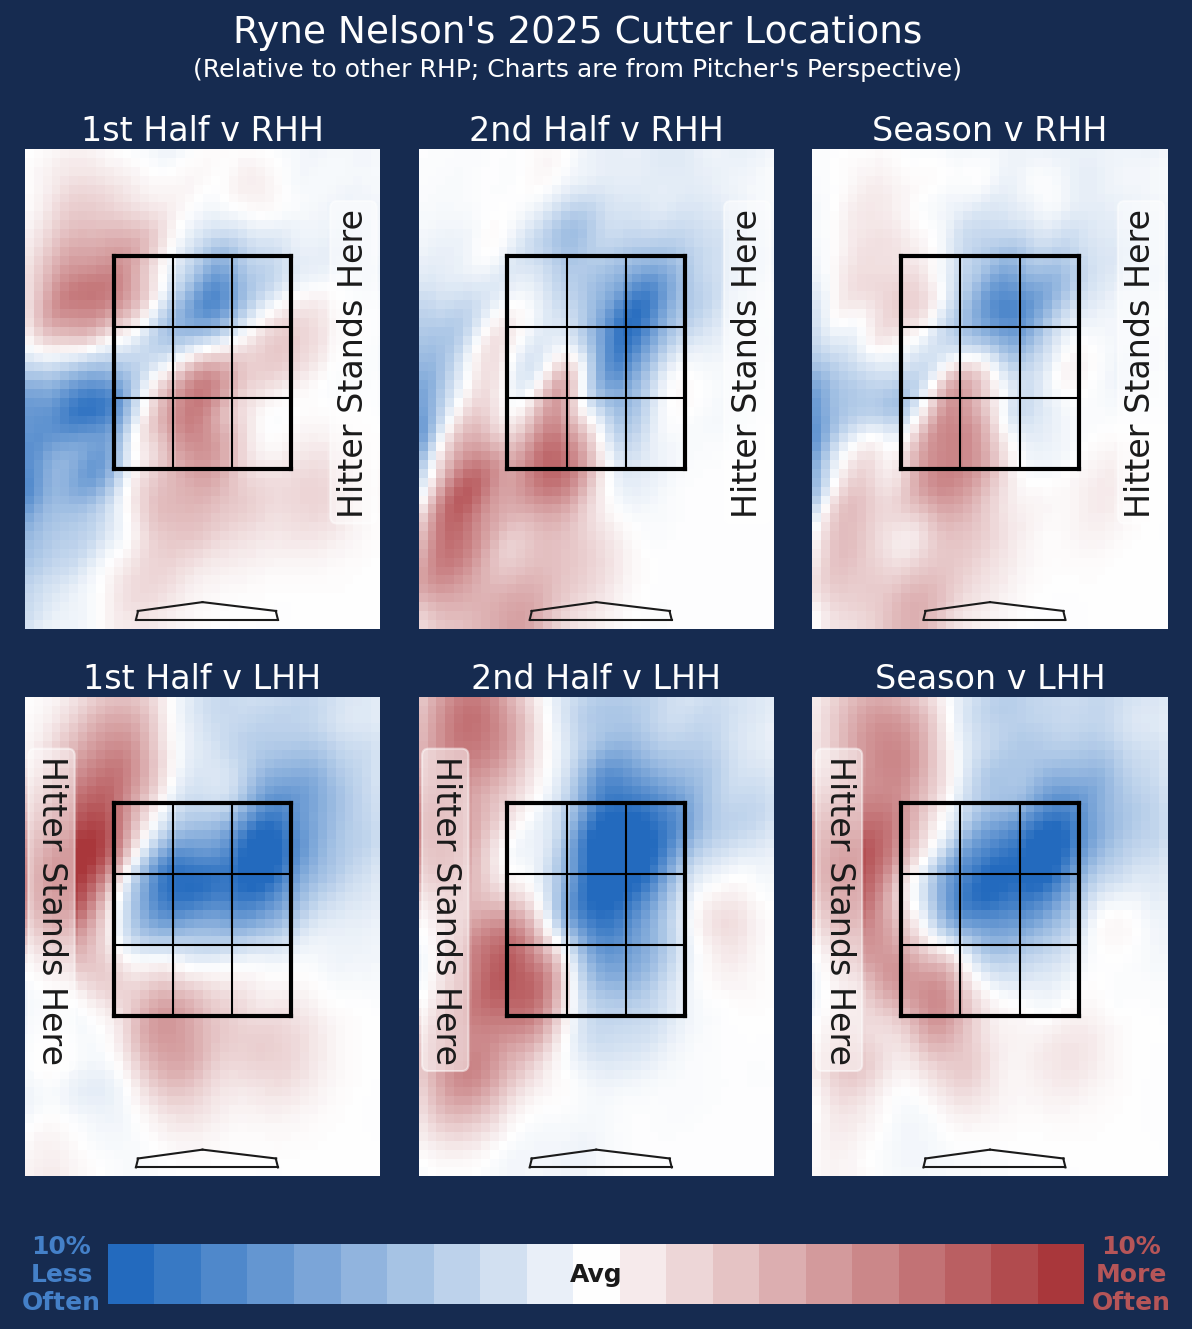 Ryne Nelson's 2025 Cutter Locations
(Relative to other RHP; Charts are from Pitcher's Perspective)
1st Half v RHH
2nd Half v RHH
Season v RHH
Hitter Stands Here
Hitter Stands Here
Hitter Stands Here
1st Half v LHH
2nd Half v LHH
Season v LHH
Hitter Stands Here
Hitter Stands Here
Hitter Stands Here
10%
Less
Often
Avg
10%
More
Often